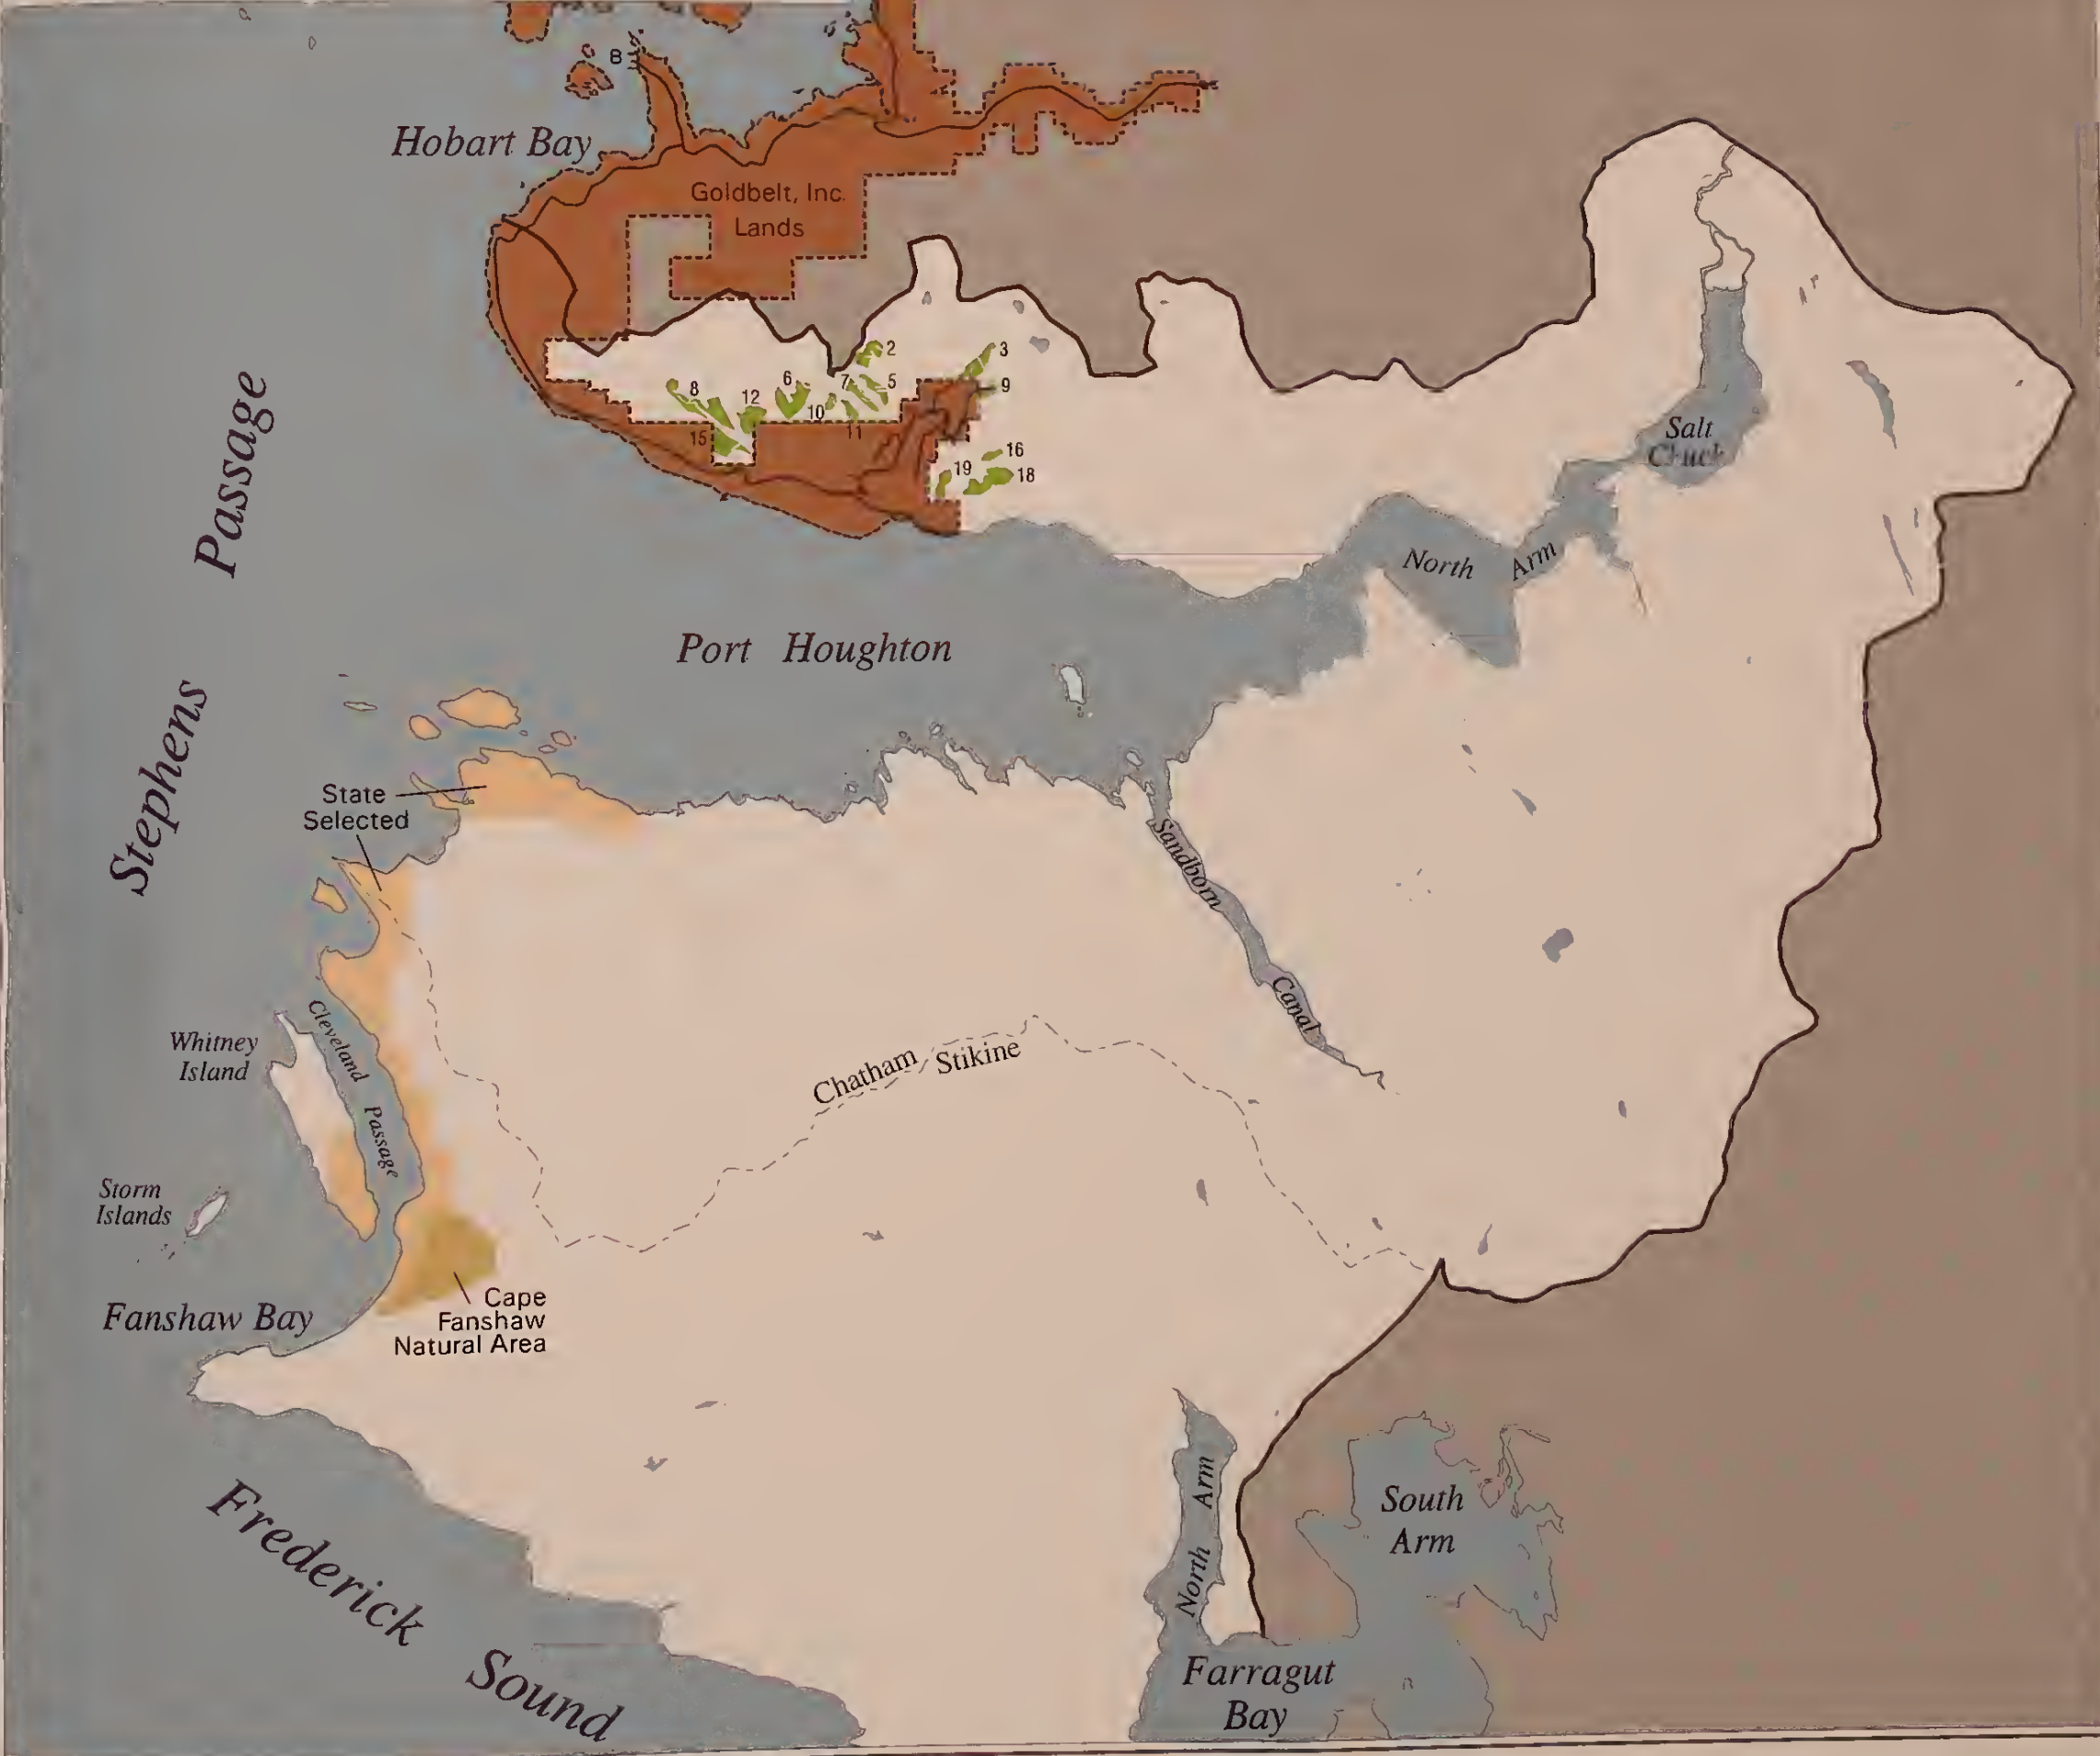 B
Hobart Bay
Goldbelt, Inc.
Lands
2
3
8
6
7
5
9
12
10
11
15
16
19
18
Salt
Chuck
Stephens Passage
North Arm
Port Houghton
State
Selected
Sandborn Canal
Cleveland Passage
Whitney
Island
Chatham
Stikine
Storm
Islands
Cape
Fanshaw
Natural Area
Fanshaw Bay
North Arm
South
Arm
Frederick Sound
Farragut
Bay